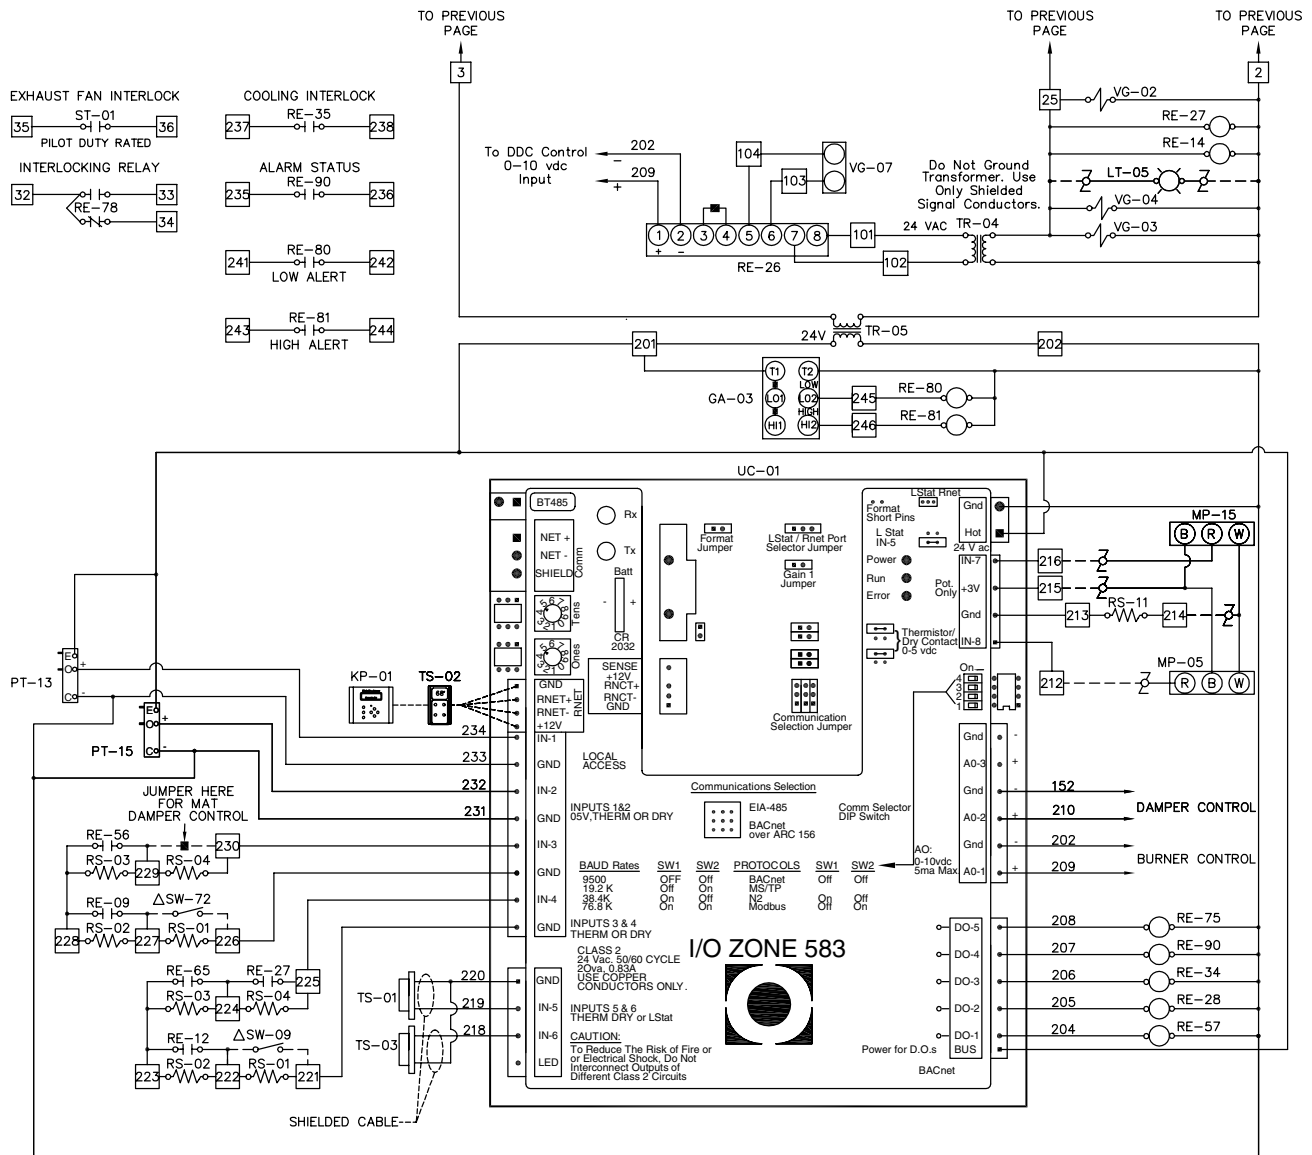 TO PREVIOUS
PAGE
3
TO PREVIOUS
PAGE
TO PREVIOUS
PAGE
25
2
VG-02
RE-27
RE-14
LT-05
VG-04
VG-03
EXHAUST FAN INTERLOCK
ST-01
35
36
PILOT DUTY RATED
INTERLOCKING RELAY
32
33
RE-78
34
COOLING INTERLOCK
RE-35
237
238
ALARM STATUS
RE-90
235
236
RE-80
241
242
LOW ALERT
RE-81
243
244
HIGH ALERT
To DDC Control
0-10 vdc
Input
202
-
209
+
104
103
VG-07
1 2 3 4 5 6 7 8
+ -
RE-26
101
102
24 VAC
TR-04
Do Not Ground
Transformer. Use
Only Shielded
Signal Conductors.
TR-05
24V
201
202
GA-03
T1 T2
LOW
LO1 LO2
HIGH
HI1 HI2
245
RE-80
246
RE-81
UC-01
BT485
Rx
Tx
NET +
NET -
SHIELD
Comm
Batt
- +
CR
2032
Tens
Ones
Format
Jumper
LStat / Rnet Port
Selector Jumper
Gain 1
Jumper
Communication
Selection Jumper
SENSE
+12V
RNCT+
RNCT-
GND
GND
RNET+
RNET-
+12V
RNET
LStat Rnet
Format
Short Pins
L Stat
IN-5
Power
Run
Error
Gnd
Hot
24 V ac
IN-7
+3V
Pot.
Only
Gnd
IN-8
Thermistor/
Dry Contact
0-5 vdc
On
4
3
2
1
MP-15
B R W
216
215
213
RS-11
214
212
MP-05
R B W
PT-13
E
O
C
+
-
PT-15
E
O
C
+
-
KP-01
TS-02
68°
234
233
232
231
IN-1
GND
IN-2
GND
IN-3
GND
IN-4
GND
LOCAL
ACCESS
INPUTS 1&2
05V,THERM OR DRY
INPUTS 3 & 4
THERM OR DRY
CLASS 2
24 Vac. 50/60 CYCLE
20va, 0.83A
USE COPPER
CONDUCTORS ONLY.
GND
IN-5
IN-6
LED
INPUTS 5 & 6
THERM DRY or LStat
CAUTION:
To Reduce The Risk of Fire or
or Electrical Shock, Do Not
Interconnect Outputs of
Different Class 2 Circuits
Communications Selection
EIA-485
BACnet
over ARC 156
Comm Selector
DIP Switch
BAUD Rates SW1 SW2 PROTOCOLS SW1 SW2
9500 OFF Off BACnet Off Off
19.2 K Off On MS/TP
38.4K On Off N2 On Off
76.8 K On On Modbus Off On
I/O ZONE 583
Gnd -
A0-3 +
Gnd -
A0-2 +
Gnd -
A0-1 +
AO:
0-10vdc
5ma Max
152
210
DAMPER CONTROL
202
209
BURNER CONTROL
DO-5
DO-4
DO-3
DO-2
DO-1
BUS
Power for D.O.s
BACnet
208 RE-75
207 RE-90
206 RE-34
205 RE-28
204 RE-57
JUMPER HERE
FOR MAT
DAMPER CONTROL
RE-56
230
RS-03 229 RS-04
RE-09 △SW-72
228 RS-02 227 RS-01 226
RE-65 RE-27 225
RS-03 224 RS-04
RE-12 △SW-09
223 RS-02 222 RS-01 221
TS-01
220
219
TS-03
218
SHIELDED CABLE